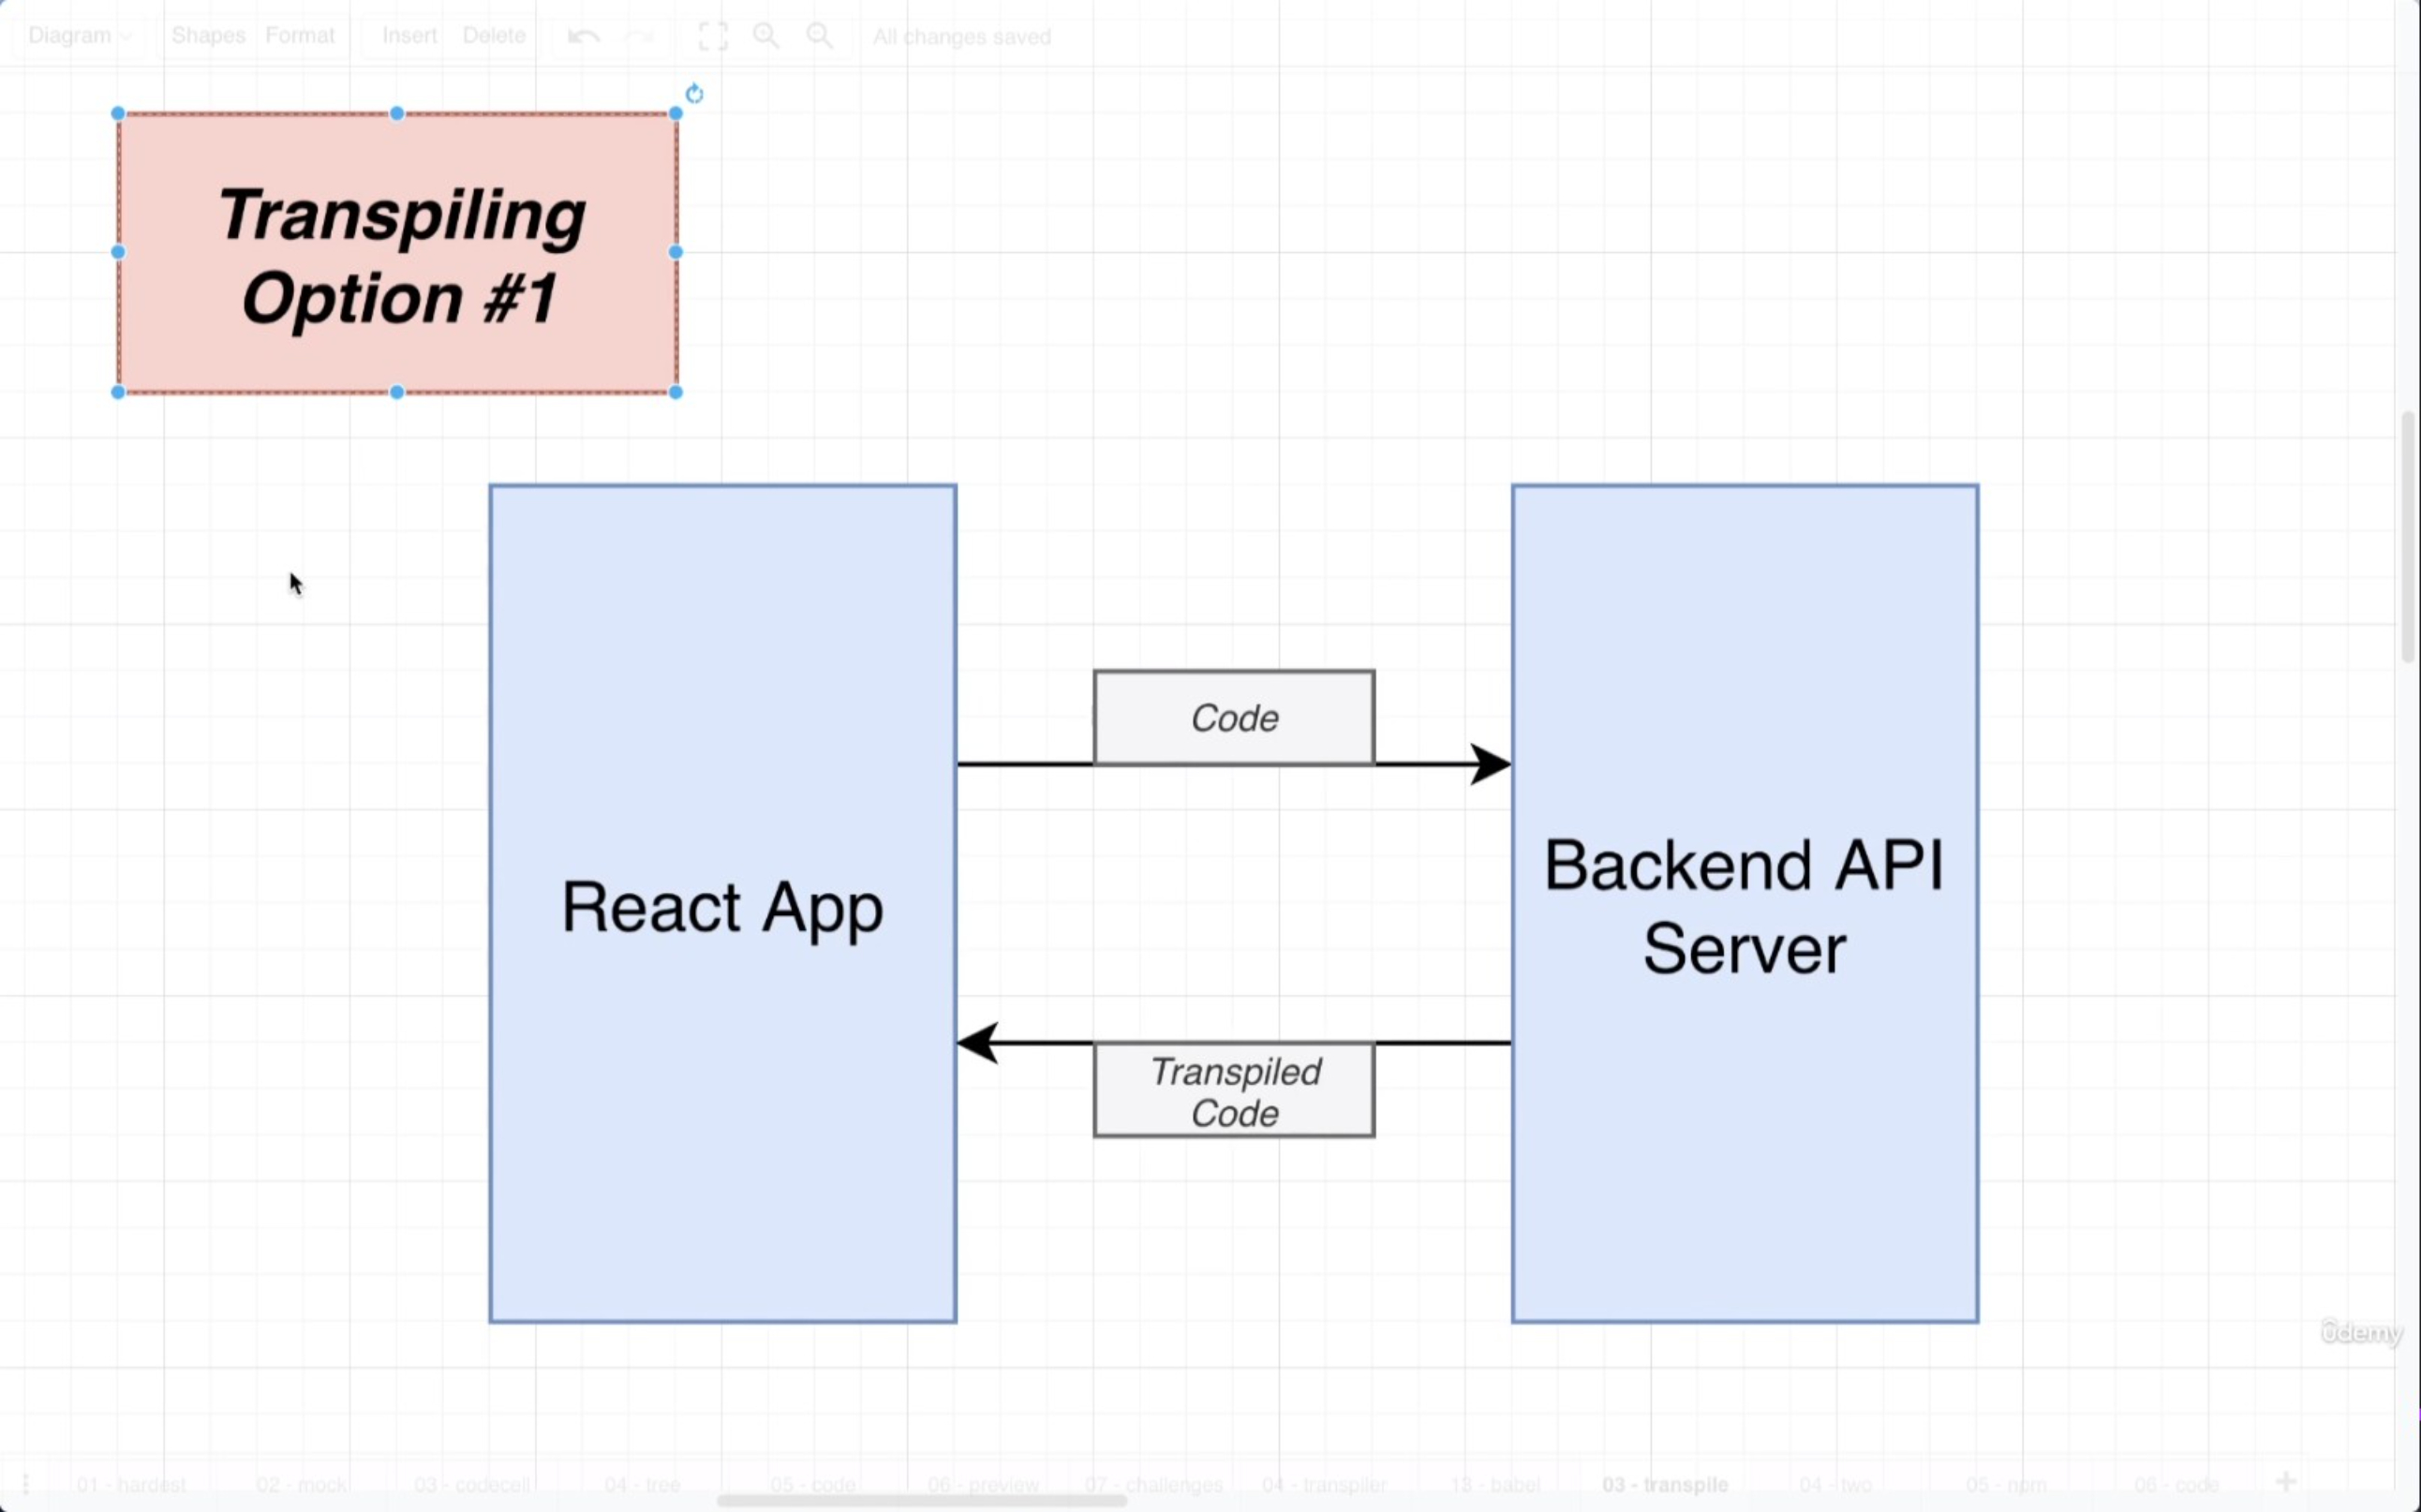 Diagram
Shapes
Format
Insert
Delete
All changes saved
Transpiling
Option #1
React App
Code
Transpiled
Code
Backend API
Server
ûdemy
01 - hardest
02 - mock
03 - codecell
04 - tree
05 - code
06 - preview
07 - challenges
04 - transpiler
13 - babel
03 - transpile
04 - two
05 - npm
06 - code